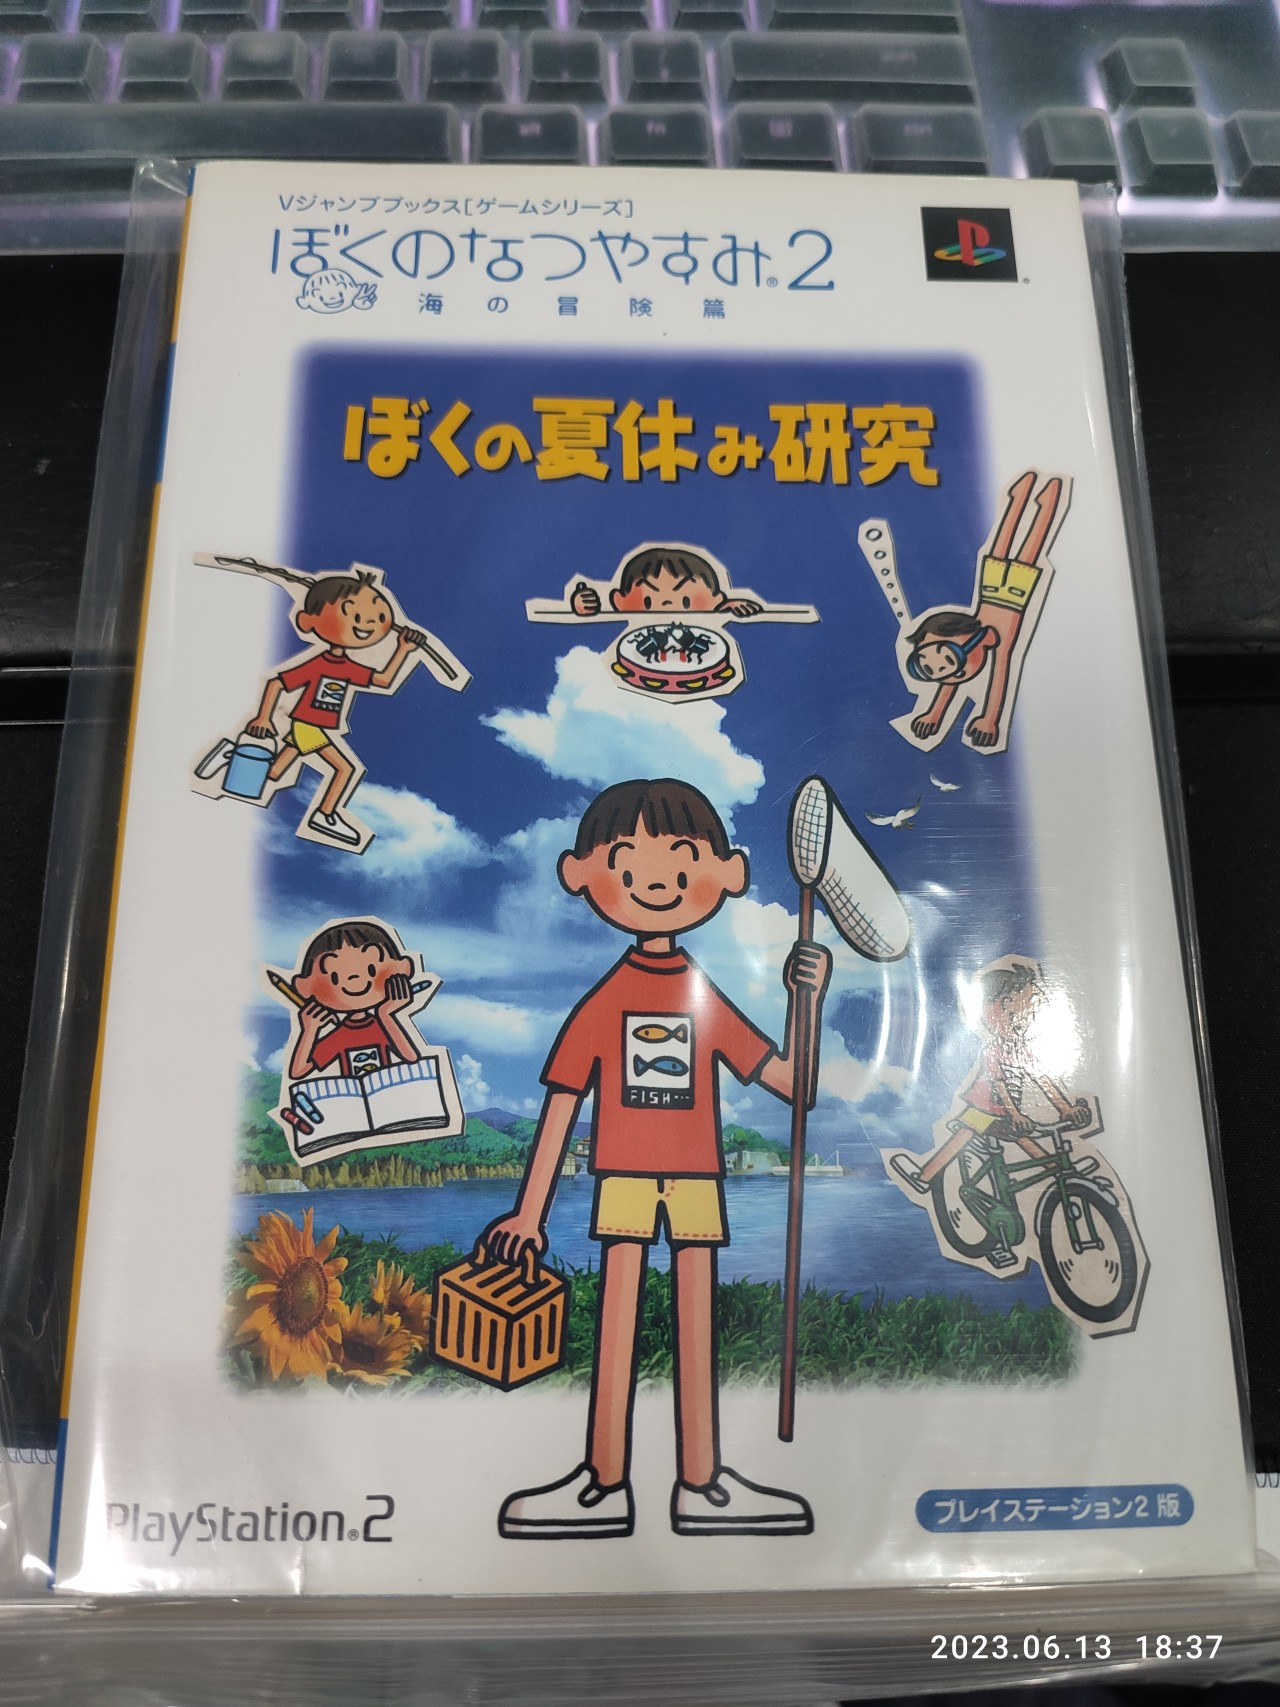 Vジャンプブックス[ゲームシリーズ]
ぼくのなつやすみ®2
海の冒険篇
ぼくの夏休み研究
FISH…
PlayStation®2
プレイステーション2 版
2023.06.13 18:37